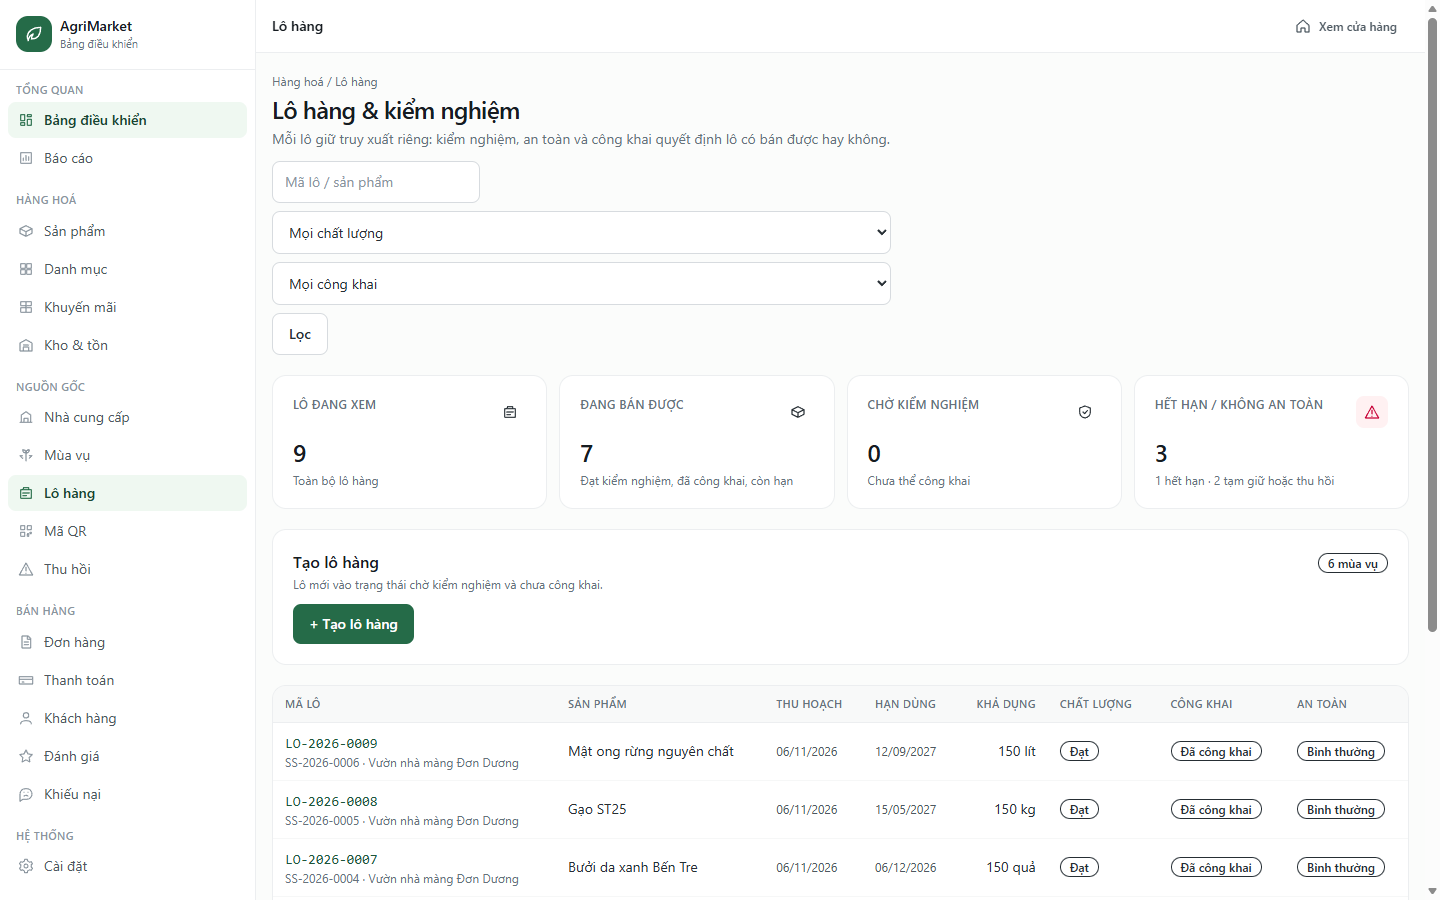 AgriMarket
Bảng điều khiển
TỔNG QUAN
Bảng điều khiển
Báo cáo
HÀNG HOÁ
Sản phẩm
Danh mục
Khuyến mãi
Kho & tồn
NGUỒN GỐC
Nhà cung cấp
Mùa vụ
Lô hàng
Mã QR
Thu hồi
BÁN HÀNG
Đơn hàng
Thanh toán
Khách hàng
Đánh giá
Khiếu nại
HỆ THỐNG
Cài đặt
Lô hàng
Xem cửa hàng
Hàng hoá / Lô hàng
Lô hàng & kiểm nghiệm
Mỗi lô giữ truy xuất riêng: kiểm nghiệm, an toàn và công khai quyết định lô có bán được hay không.
Mã lô / sản phẩm
Mọi chất lượng
Mọi công khai
Lọc
LÔ ĐANG XEM
9
Toàn bộ lô hàng
ĐANG BÁN ĐƯỢC
7
Đạt kiểm nghiệm, đã công khai, còn hạn
CHỜ KIỂM NGHIỆM
0
Chưa thể công khai
HẾT HẠN / KHÔNG AN TOÀN
3
1 hết hạn · 2 tạm giữ hoặc thu hồi
Tạo lô hàng
6 mùa vụ
Lô mới vào trạng thái chờ kiểm nghiệm và chưa công khai.
+ Tạo lô hàng
MÃ LÔ SẢN PHẨM THU HOẠCH HẠN DÙNG KHẢ DỤNG CHẤT LƯỢNG CÔNG KHAI AN TOÀN
LO-2026-0009 Mật ong rừng nguyên chất 06/11/2026 12/09/2027 150 lít Đạt Đã công khai Bình thường
SS-2026-0006 · Vườn nhà màng Đơn Dương
LO-2026-0008 Gạo ST25 06/11/2026 15/05/2027 150 kg Đạt Đã công khai Bình thường
SS-2026-0005 · Vườn nhà màng Đơn Dương
LO-2026-0007 Bưởi da xanh Bến Tre 06/11/2026 06/12/2026 150 quả Đạt Đã công khai Bình thường
SS-2026-0004 · Vườn nhà màng Đơn Dương